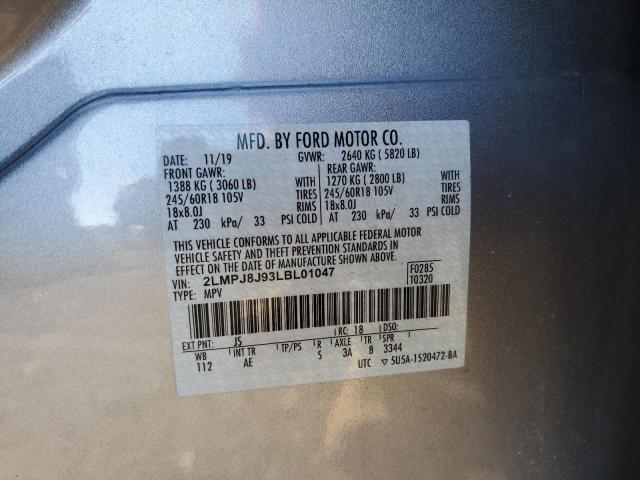 MFD. BY FORD MOTOR CO.
DATE: 11/19 GVWR: 2640 KG ( 5820 LB)
FRONT GAWR: REAR GAWR:
1388 KG ( 3060 LB) WITH 1270 KG ( 2800 LB) WITH
245/60R18 105V TIRES 245/60R18 105V TIRES
18x8.0J RIMS 18x8.0J RIMS
AT 230 kPa/ 33 PSI COLD AT 230 kPa/ 33 PSI COLD
THIS VEHICLE CONFORMS TO ALL APPLICABLE FEDERAL MOTOR
VEHICLE SAFETY AND THEFT PREVENTION STANDARDS IN
EFFECT ON THE DATE OF MANUFACTURE SHOWN ABOVE.
VIN: 2LMPJ8J93LBL01047 F0285
TYPE: MPV T0320
EXT PNT: JS RC: 18 DSO:
WB INT TR TP/PS R AXLE TR SPR
112 AE S 3A 8 3344
UTC ▽ 5U5A-1520472-BA